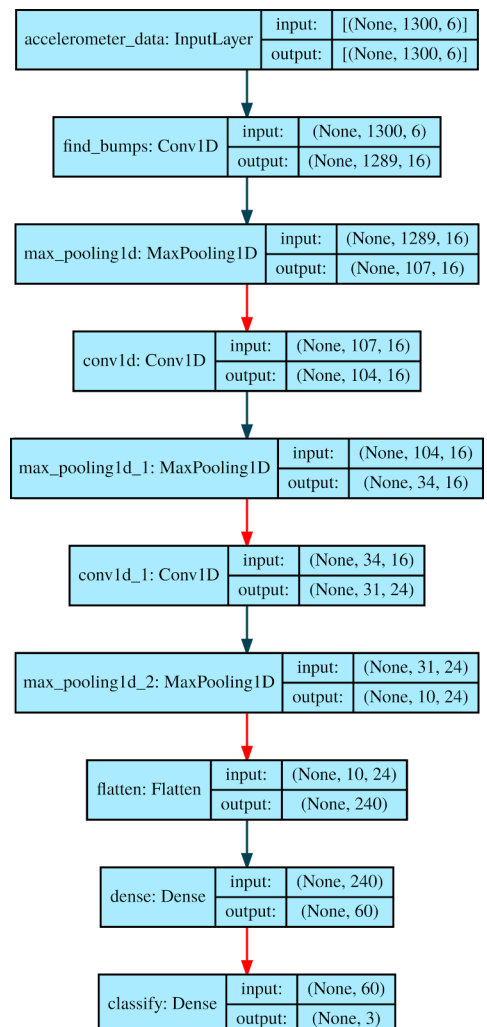 accelerometer_data: InputLayer
input: [(None, 1300, 6)]
output: [(None, 1300, 6)]
find_bumps: Conv1D
input: (None, 1300, 6)
output: (None, 1289, 16)
max_pooling1d: MaxPooling1D
input: (None, 1289, 16)
output: (None, 107, 16)
conv1d: Conv1D
input: (None, 107, 16)
output: (None, 104, 16)
max_pooling1d_1: MaxPooling1D
input: (None, 104, 16)
output: (None, 34, 16)
conv1d_1: Conv1D
input: (None, 34, 16)
output: (None, 31, 24)
max_pooling1d_2: MaxPooling1D
input: (None, 31, 24)
output: (None, 10, 24)
flatten: Flatten
input: (None, 10, 24)
output: (None, 240)
dense: Dense
input: (None, 240)
output: (None, 60)
classify: Dense
input: (None, 60)
output: (None, 3)